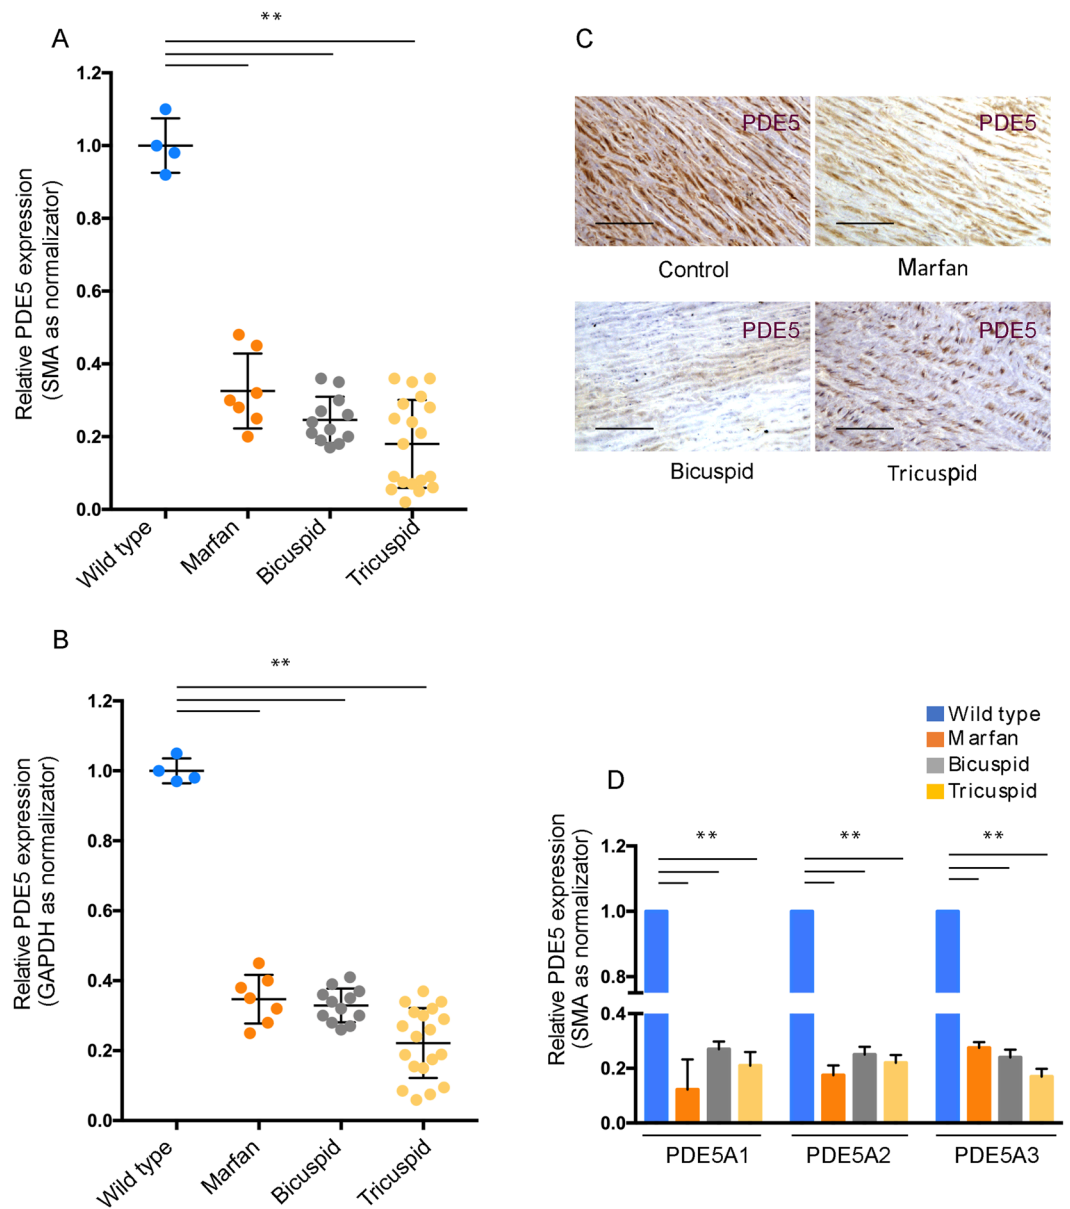 A
**
Relative PDE5 expression
(SMA as normalizator)
1.2
1.0
0.8
0.6
0.4
0.2
0.0
Wild type
Marfan
Bicuspid
Tricuspid
C
PDE5
PDE5
Control
Marfan
PDE5
PDE5
Bicuspid
Tricuspid
B
**
Relative PDE5 expression
(GAPDH as normalizator)
1.2
1.0
0.8
0.6
0.4
0.2
0.0
Wild type
Marfan
Bicuspid
Tricuspid
Wild type
Marfan
Bicuspid
Tricuspid
D
**
**
**
Relative PDE5 expression
(SMA as normalizator)
1.2
1.0
0.8
0.4
0.2
0.0
PDE5A1
PDE5A2
PDE5A3